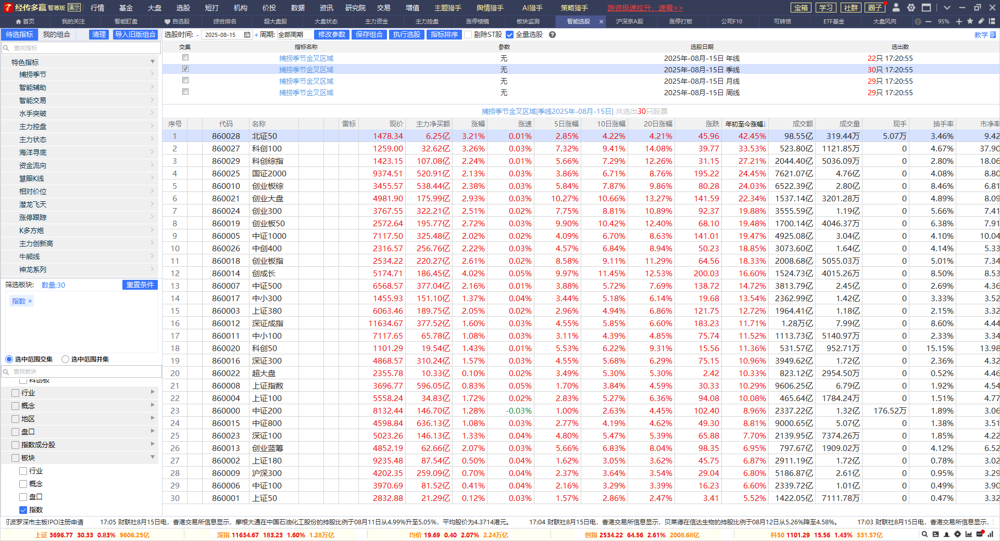 经传多赢 智尊版 演示 行情 基金 大盘 选股 短打 机构 价投 数据 资讯 研究院 交易 增值 主题猎手 舆情猎手 AI猎手 策略猎手 游资极速拉升，速看>> 宝箱 学习 社群 圈子
首页 我的关注 智能盯盘 自选股 综合排名 超大盘股 大盘状态 主力资金 主力控盘 涨停棱镜 板块监测 智能选股 × 沪深京A股 涨停打板 公司F10 可转债 ETF基金 大盘风向 95%
待选指标 我的组合 清理 导入旧版组合 选股时间: - 2025-08-15 + 周期: 全部周期 修改参数 保存组合 执行选股 指标排序 剔除ST股 全量选股 ? 教学
查找指标
特色指标
捕捞季节
智能辅助
智能交易
水手突破
主力控盘
主力状态
海洋寻底
资金流向
慧眼K线
相对价位
潜龙飞天
涨停跟踪
K多方炮
主力创新高
牛能线
神龙系列
筛选板块: 数量:30 重置条件
指数 ×
选中范围交集 选中范围并集
查找板块
科创板
行业
概念
地区
盘口
指数成分股
板块
行业
概念
盘口
指数
交集 指标名称 参数 选股日期 选出数
捕捞季节金叉区域 无 2025年-08月-15日 年线 22只 17:20:55
捕捞季节金叉区域 无 2025年-08月-15日 季线 30只 17:20:55
捕捞季节金叉区域 无 2025年-08月-15日 月线 29只 17:20:55
捕捞季节金叉区域 无 2025年-08月-15日 周线 29只 17:20:55
捕捞季节金叉区域[季线2025年-08月-15日] 共选出30只股票
序号 代码 名称 雷标 现价 主力净买额 涨幅 涨速 5日涨幅 10日涨幅 20日涨幅 涨跌 年初至今涨幅↓ 成交额 成交量 现手 换手率 市净率
1 860028 北证50 1478.34 6.25亿 3.21% 0.01% 2.85% 4.22% 4.21% 45.96 42.45% 98.55亿 319.44万 5.07万 3.46% 9.42
2 860027 科创100 1259.00 32.62亿 3.26% 0.03% 7.32% 9.41% 14.08% 39.77 33.53% 523.80亿 1121.85万 0 4.67% 37.90
3 860029 科创综指 1423.15 107.08亿 2.24% 0.01% 5.66% 7.29% 12.26% 31.15 27.21% 2044.40亿 5036.09万 0 2.80% 18.06
4 860025 国证2000 9374.51 520.91亿 2.13% 0.03% 3.86% 6.71% 8.76% 195.22 24.45% 7621.07亿 4.76亿 0 4.08% 8.80
5 860010 创业板综 3455.57 538.44亿 2.38% 0.03% 5.84% 7.87% 9.86% 80.28 24.03% 6522.39亿 2.80亿 0 8.46% 6.81
6 860021 创业大盘 4981.90 175.99亿 2.93% 0.03% 10.27% 10.66% 13.27% 141.59 22.34% 1537.14亿 3201.28万 0 4.89% 8.09
7 860024 创业300 3767.55 322.21亿 2.51% 0.02% 7.75% 8.81% 10.89% 92.37 19.88% 3555.59亿 1.19亿 0 5.66% 7.41
8 860019 创业板50 2572.64 195.77亿 2.72% 0.03% 9.90% 10.42% 12.40% 68.10 19.48% 1700.14亿 4046.37万 0 6.38% 7.91
9 860005 中证1000 7117.50 325.48亿 2.02% 0.02% 4.09% 6.70% 8.63% 141.01 19.47% 4925.08亿 3.04亿 0 4.10% 10.04
10 860026 中创400 2316.57 256.76亿 2.22% 0.03% 4.57% 6.84% 8.94% 50.23 18.85% 3073.60亿 1.64亿 0 4.14% 5.33
11 860018 创业板指 2534.22 220.27亿 2.61% 0.02% 8.58% 9.11% 11.29% 64.56 18.33% 2008.68亿 5055.03万 0 5.01% 7.34
12 860014 创成长 5174.71 186.45亿 4.02% 0.05% 9.97% 11.45% 12.53% 200.03 16.60% 1524.73亿 4015.26万 0 8.50% 8.53
13 860007 中证500 6568.57 377.04亿 2.16% 0.01% 3.88% 5.72% 7.69% 138.72 14.72% 3813.79亿 2.45亿 0 2.69% 4.36
14 860017 中小300 1455.93 151.10亿 1.37% 0.04% 3.44% 5.18% 6.14% 19.68 13.54% 2362.99亿 1.42亿 0 3.33% 3.52
15 860003 上证380 6063.46 189.75亿 2.05% 0.02% 2.96% 4.94% 6.86% 121.75 12.72% 1964.41亿 1.18亿 0 2.15% 3.32
16 860012 深证成指 11634.67 377.52亿 1.60% 0.03% 4.55% 5.85% 6.60% 183.23 11.71% 1.28万亿 7.99亿 0 8.60% 4.44
17 860011 中小100 7117.65 65.78亿 1.08% 0.03% 3.11% 4.39% 4.85% 75.74 11.52% 1113.73亿 5140.97万 0 2.33% 3.34
18 860020 科创50 1101.29 19.54亿 1.43% 0.01% 5.53% 6.22% 9.31% 15.56 11.36% 531.57亿 952.71万 0 15.15% 13.98
19 860016 深证300 4868.57 310.24亿 1.57% 0.03% 4.55% 5.68% 6.29% 75.15 10.96% 3949.62亿 1.72亿 0 2.36% 4.32
20 860022 超大盘 2355.78 10.33亿 0.10% 0.02% 3.49% 5.30% 5.30% 2.42 10.33% 823.12亿 2954.50万 0 0.52% 4.46
21 860008 上证指数 3696.77 596.05亿 0.83% 0.05% 1.70% 3.84% 4.59% 30.33 10.29% 9606.25亿 6.79亿 0 1.92% 4.54
22 860004 上证100 5558.24 34.83亿 1.72% 0.02% 2.83% 5.27% 6.36% 94.08 10.08% 465.64亿 1784.24万 0 1.51% 4.77
23 860000 中证200 8132.44 146.70亿 1.28% -0.03% 1.00% 2.63% 4.45% 102.40 8.96% 2337.22亿 1.32亿 176.52万 1.89% 3.06
24 860015 中证800 4598.84 636.13亿 1.08% 0.03% 2.77% 4.19% 4.62% 49.30 8.81% 9000.65亿 5.07亿 0 1.38% 3.51
25 860023 深证100 5023.26 146.13亿 1.33% 0.04% 4.80% 5.47% 5.39% 65.88 7.70% 2139.95亿 7374.26万 0 1.85% 4.22
26 860013 创业蓝筹 4852.19 62.66亿 2.07% 0.03% 5.66% 6.83% 8.04% 98.35 6.95% 797.67亿 1909.02万 0 4.12% 6.52
27 860002 上证180 9235.48 87.54亿 0.50% 0.04% 1.62% 3.05% 3.62% 45.75 6.87% 2911.19亿 1.72亿 0 0.78% 3.02
28 860009 沪深300 4202.35 259.09亿 0.70% 0.04% 2.37% 3.64% 3.54% 29.04 6.80% 5186.87亿 2.61亿 0 0.95% 3.29
29 860006 中证100 3970.69 81.52亿 0.41% 0.04% 2.16% 3.29% 3.39% 16.23 6.60% 2339.72亿 1.01亿 0 0.49% 3.90
30 860001 上证50 2832.88 21.29亿 0.12% 0.03% 1.57% 2.86% 2.47% 3.41 5.52% 1422.05亿 7111.78万 0 0.47% 3.32
可波罗深市主板IPO注册申请 17:05 财联社8月15日电，香港交易所信息显示，摩根大通在中国石油化工股份的持股比例于08月11日从4.99%升至5.05%，平均股价为4.3714港元。 17:04 财联社8月15日电，香港交易所信息显示，贝莱德在信达生物的持股比例于08月12日从5.26%降至4.58%。 17:03 财联社8月15日电，香港交易所信息显示，
上证 3696.77 30.33 0.83% 9606.25亿 深指 11634.67 183.23 1.60% 1.28万亿 均价 19.69 0.40 2.07% 2.24万亿 创指 2534.22 64.56 2.61% 2008.68亿 科50 1101.29 15.56 1.43% 531.57亿